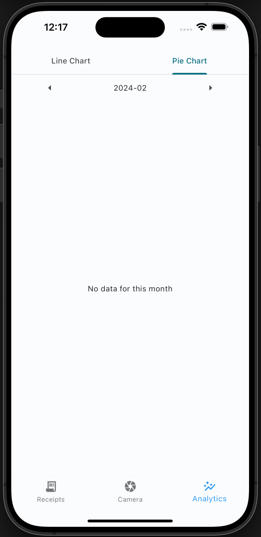 12:17
Line Chart
Pie Chart
2024-02
No data for this month
Receipts
Camera
Analytics